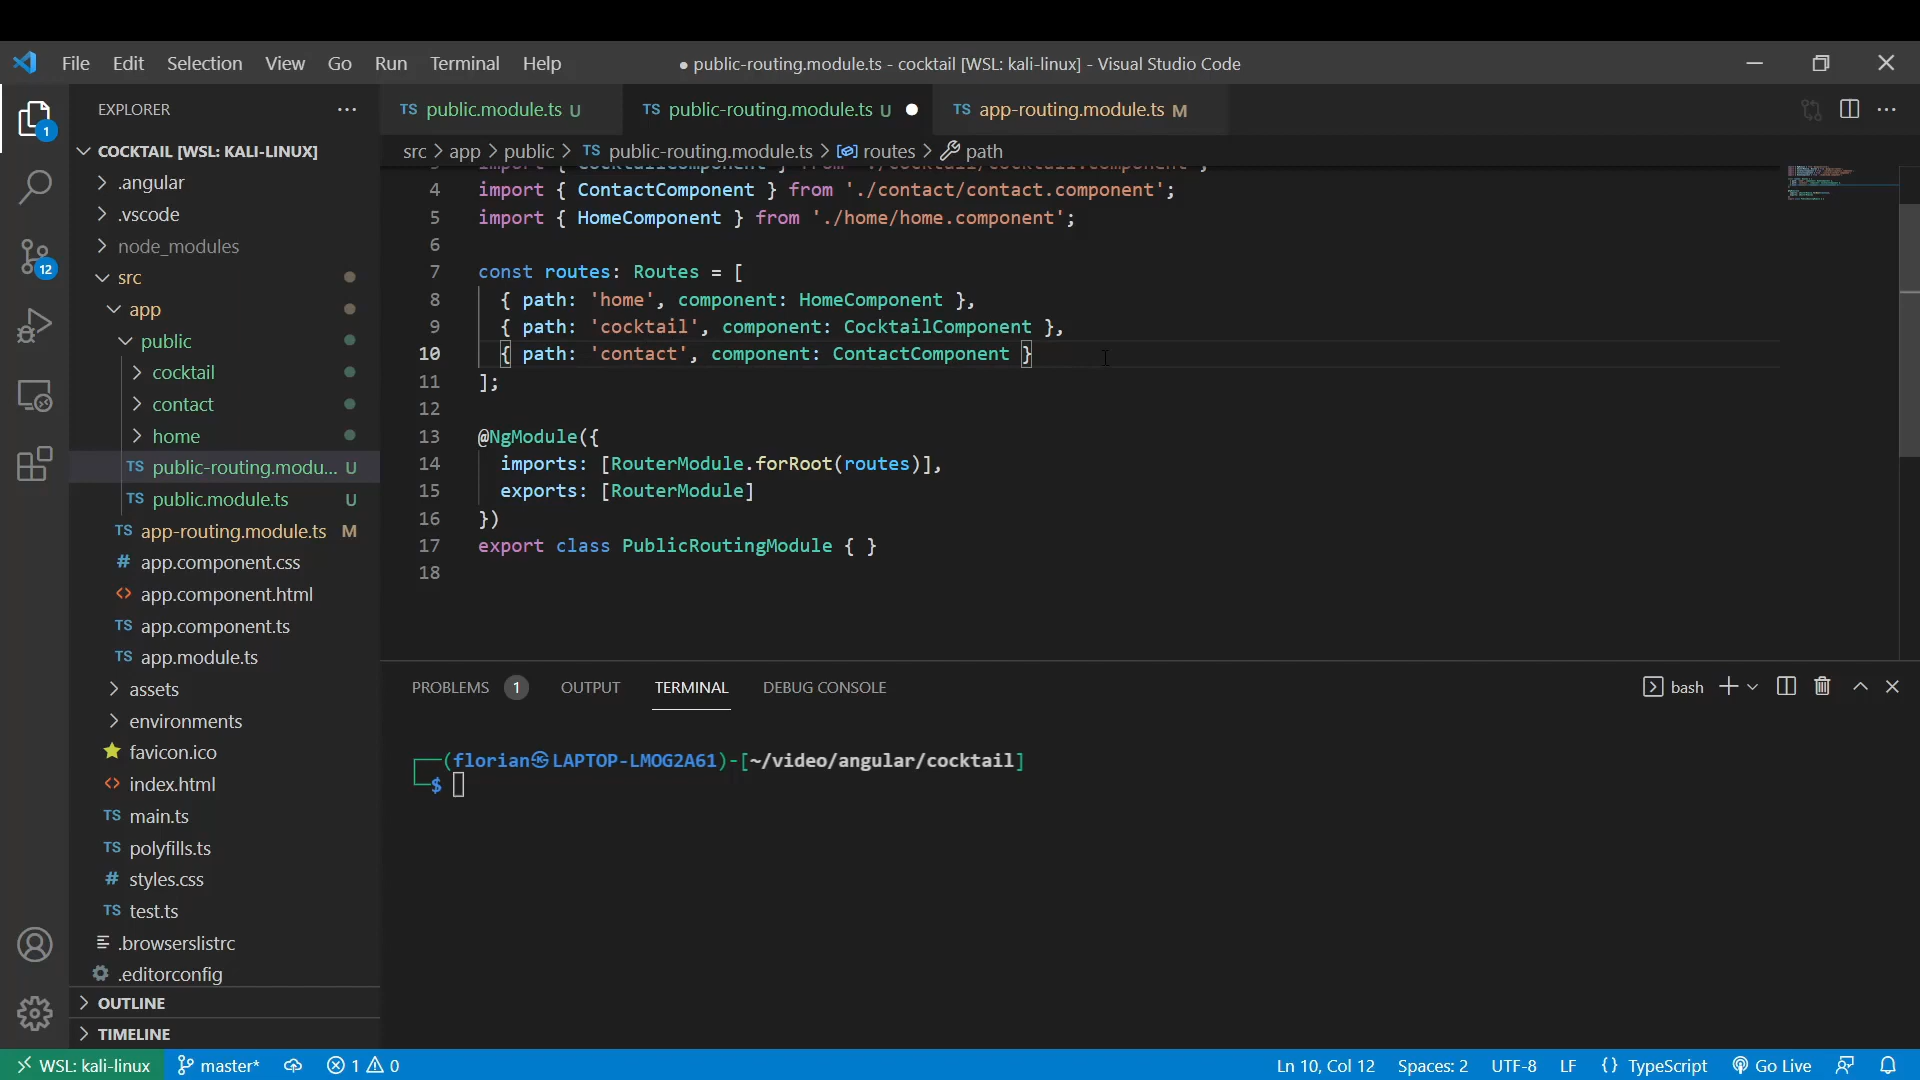 File Edit Selection View Go Run Terminal Help
● public-routing.module.ts - cocktail [WSL: kali-linux] - Visual Studio Code
EXPLORER
TS public.module.ts U
TS public-routing.module.ts U
TS app-routing.module.ts M
src > app > public > TS public-routing.module.ts > routes > path
1
12
COCKTAIL [WSL: KALI-LINUX]
.angular
.vscode
node_modules
src
app
public
cocktail
contact
home
TS public-routing.modu... U
TS public.module.ts U
TS app-routing.module.ts M
# app.component.css
<> app.component.html
TS app.component.ts
TS app.module.ts
assets
environments
favicon.ico
<> index.html
TS main.ts
TS polyfills.ts
# styles.css
TS test.ts
.browserslistrc
.editorconfig
OUTLINE
TIMELINE
3 import { CocktailComponent } from './cocktail/cocktail.component';
4 import { ContactComponent } from './contact/contact.component';
5 import { HomeComponent } from './home/home.component';
6
7 const routes: Routes = [
8 { path: 'home', component: HomeComponent },
9 { path: 'cocktail', component: CocktailComponent },
10 { path: 'contact', component: ContactComponent }
11 ];
12
13 @NgModule({
14 imports: [RouterModule.forRoot(routes)],
15 exports: [RouterModule]
16 })
17 export class PublicRoutingModule { }
18
PROBLEMS 1 OUTPUT TERMINAL DEBUG CONSOLE
bash
(florian㉿LAPTOP-LMOG2A61)-[~/video/angular/cocktail]
$
WSL: kali-linux master* 1 0
Ln 10, Col 12 Spaces: 2 UTF-8 LF {} TypeScript Go Live